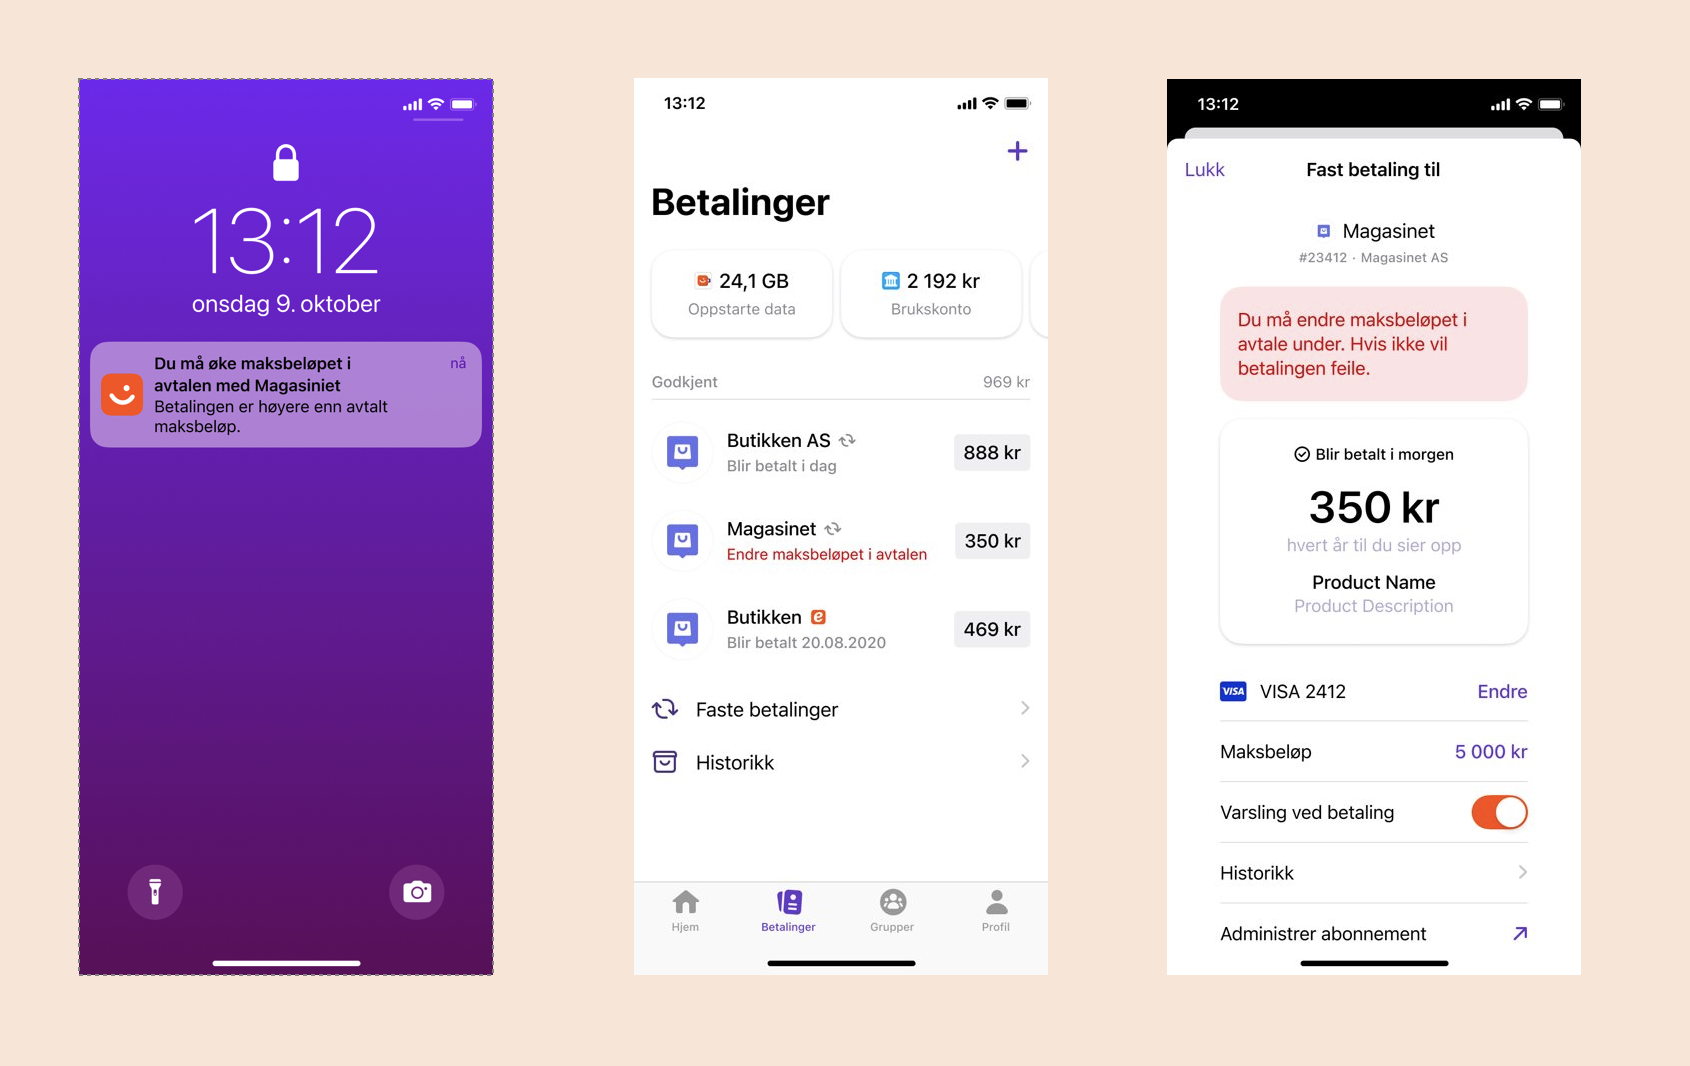 13:12
onsdag 9. oktober
Du må øke maksbeløpet i
avtalen med Magasiniet
nå
Betalingen er høyere enn avtalt
maksbeløp.
13:12
Betalinger
24,1 GB
Oppstarte data
2 192 kr
Brukskonto
Godkjent
969 kr
Butikken AS
Blir betalt i dag
888 kr
Magasinet
Endre maksbeløpet i avtalen
350 kr
Butikken e
Blir betalt 20.08.2020
469 kr
Faste betalinger
Historikk
Hjem
Betalinger
Grupper
Profil
13:12
Lukk
Fast betaling til
Magasinet
#23412 · Magasinet AS
Du må endre maksbeløpet i
avtale under. Hvis ikke vil
betalingen feile.
Blir betalt i morgen
350 kr
hvert år til du sier opp
Product Name
Product Description
VISA VISA 2412
Endre
Maksbeløp
5 000 kr
Varsling ved betaling
Historikk
Administrer abonnement